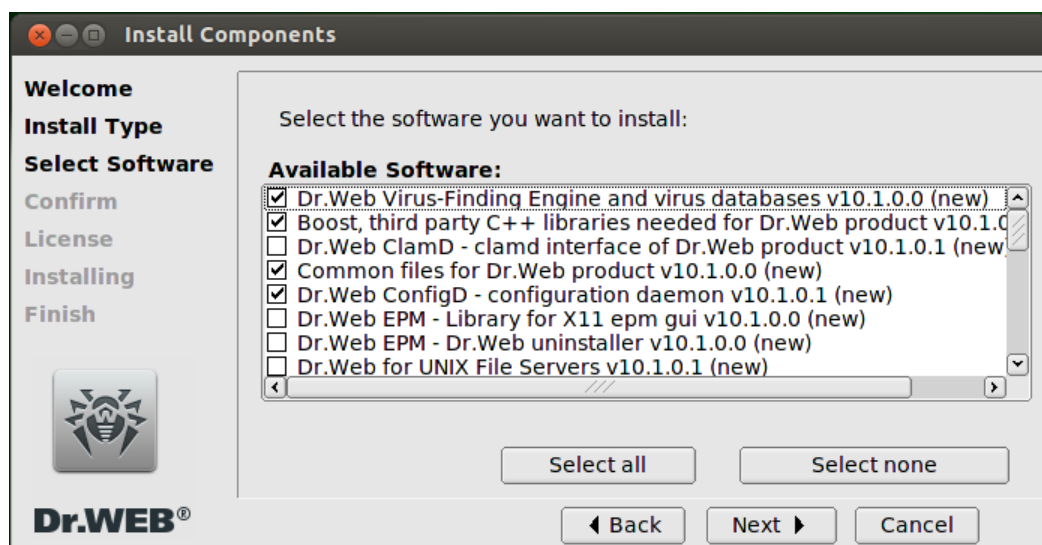 Install Components
Welcome
Install Type
Select Software
Confirm
License
Installing
Finish
Select the software you want to install:
Available Software:
Dr.Web Virus-Finding Engine and virus databases v10.1.0.0 (new)
Boost, third party C++ libraries needed for Dr.Web product v10.1.0
Dr.Web ClamD - clamd interface of Dr.Web product v10.1.0.1 (new
Common files for Dr.Web product v10.1.0.0 (new)
Dr.Web ConfigD - configuration daemon v10.1.0.1 (new)
Dr.Web EPM - Library for X11 epm gui v10.1.0.0 (new)
Dr.Web EPM - Dr.Web uninstaller v10.1.0.0 (new)
Dr.Web for UNIX File Servers v10.1.0.1 (new)
Select all
Select none
Dr.WEB®
Back
Next
Cancel